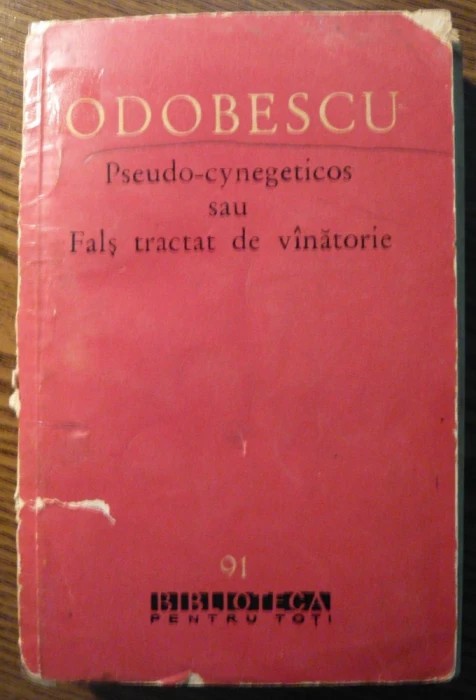 ODOBESCU
Pseudo-cynegeticos
sau
Falş tractat de vînătorie
91
BIBLIOTECA
PENTRU TOŢI